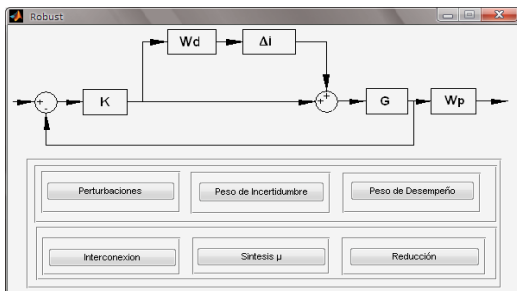 Robust
Wd Δi
K G Wp
Perturbaciones Peso de Incertidumbre Peso de Desempeño
Interconexion Sintesis μ Reducción